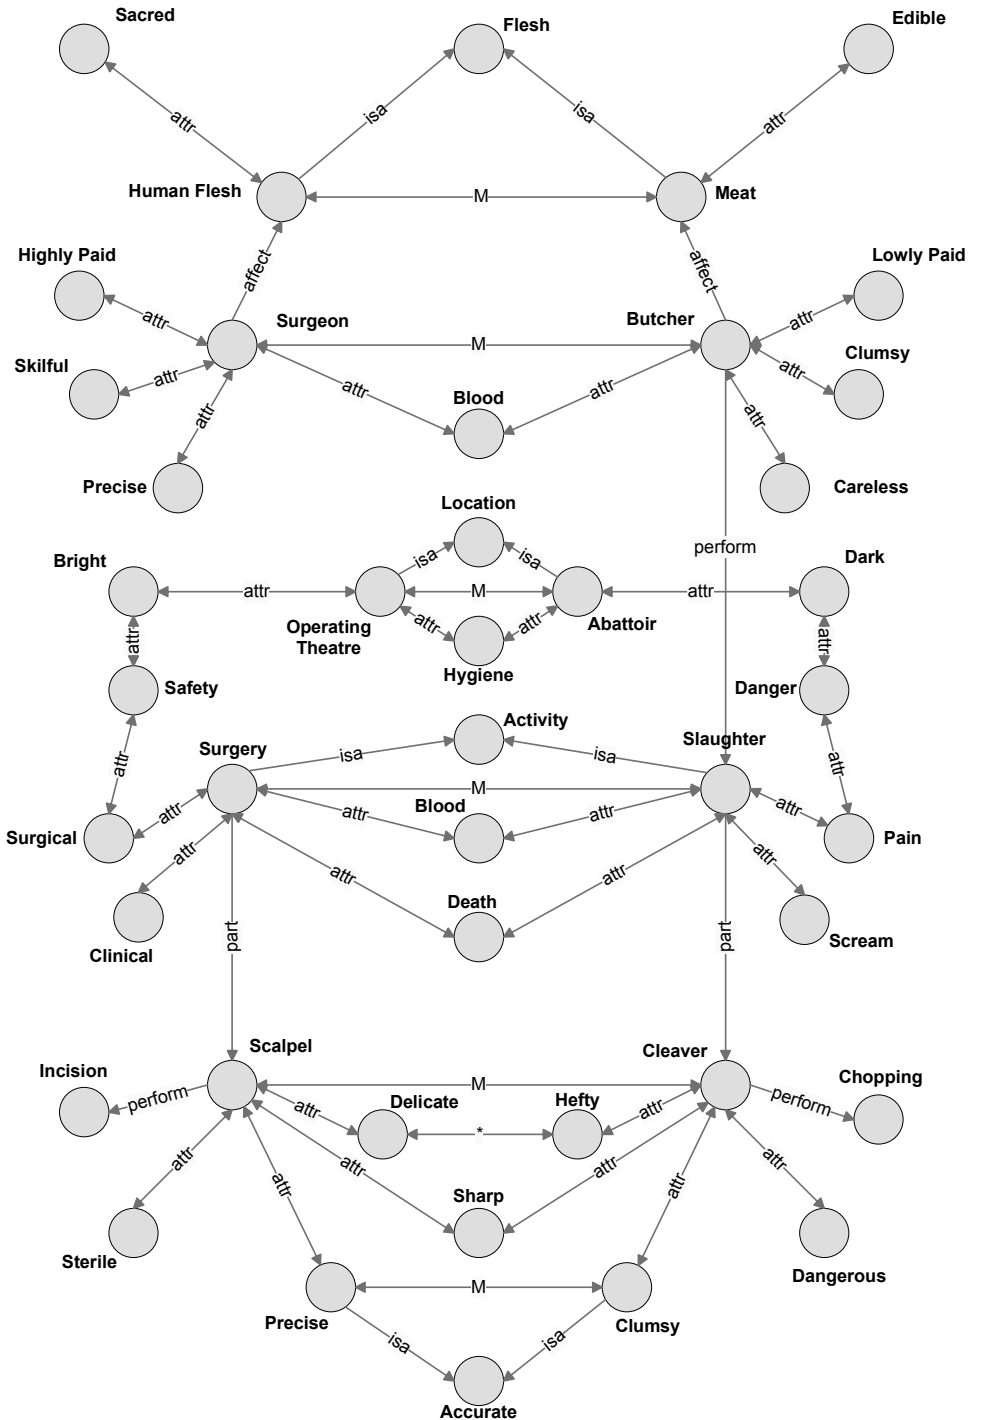 Sacred
Flesh
Edible
attr
isa
isa
attr
Human Flesh
M
Meat
Highly Paid
affect
affect
Lowly Paid
attr
Surgeon
Butcher
attr
Skilful
attr
M
attr
Clumsy
attr
Blood
attr
attr
attr
Precise
Careless
Location
Bright
isa
isa
perform
Dark
attr
M
attr
Operating
Theatre
attr
attr
Abattoir
attr
attr
Hygiene
Safety
Danger
Activity
Surgery
Slaughter
isa
isa
attr
attr
M
attr
Blood
attr
attr
attr
Surgical
Pain
attr
attr
attr
attr
Death
Clinical
part
part
Scream
Scalpel
Cleaver
Incision
Chopping
perform
M
perform
attr
Delicate
Hefty
attr
*
attr
attr
attr
attr
attr
attr
Sharp
Sterile
Dangerous
M
Precise
Clumsy
isa
isa
Accurate